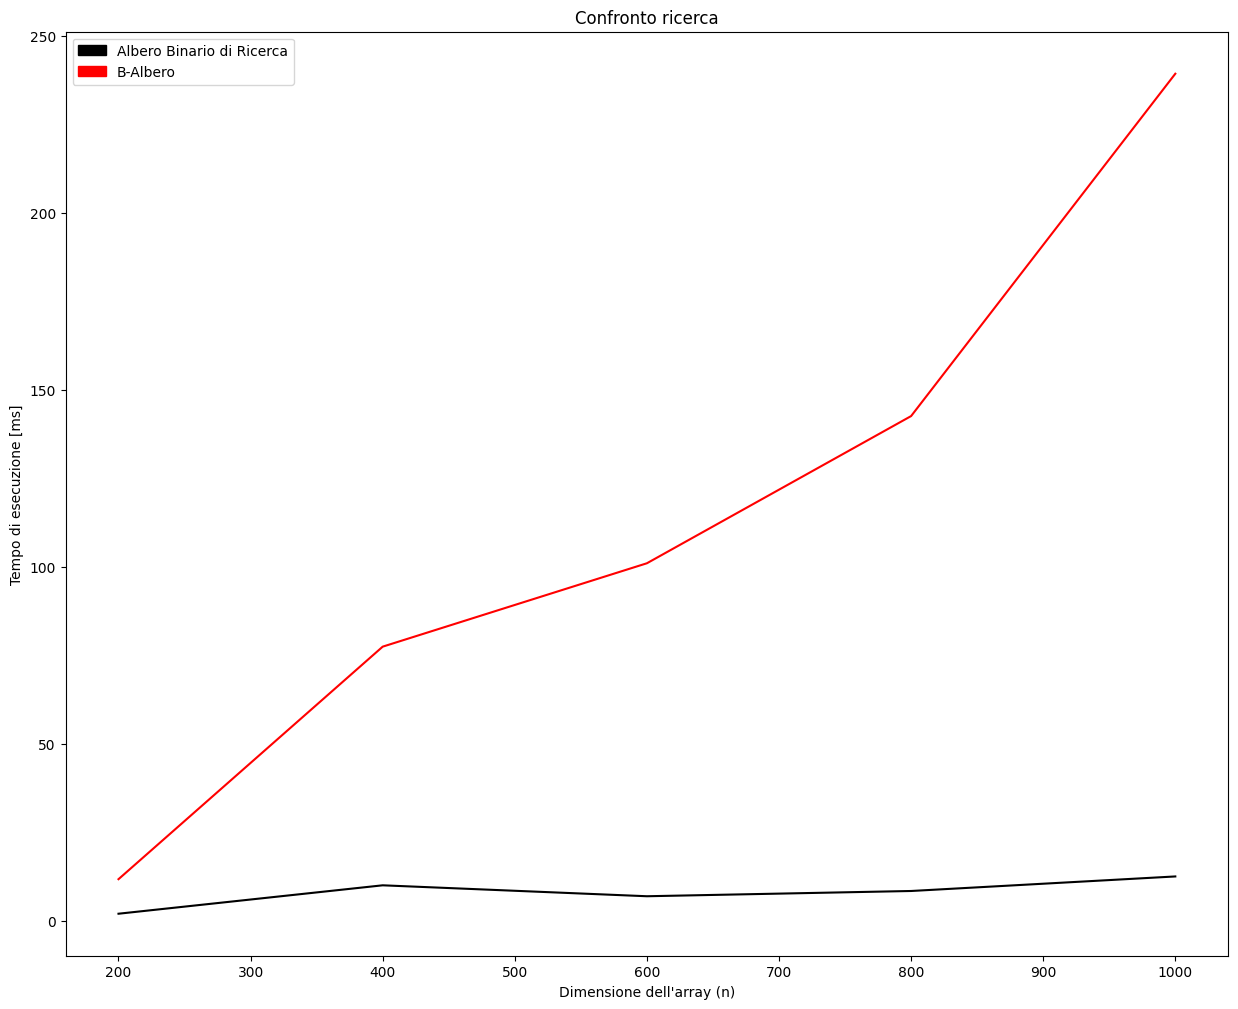 Confronto ricerca
Albero Binario di Ricerca
B-Albero
250
200
150
100
50
0
Tempo di esecuzione [ms]
200 300 400 500 600 700 800 900 1000
Dimensione dell'array (n)